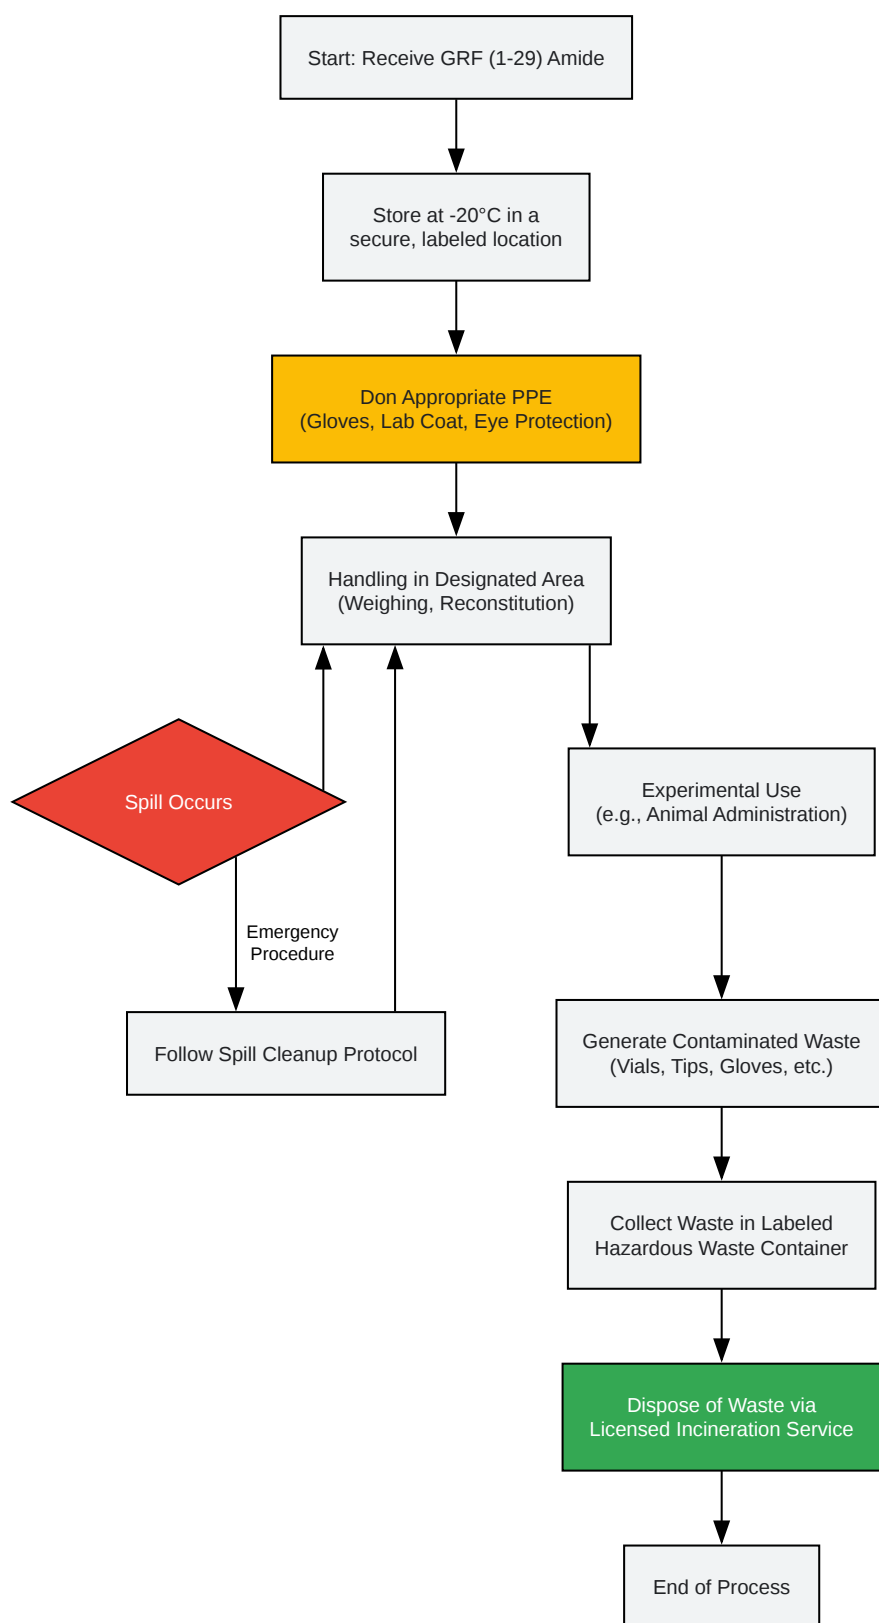 Start: Receive GRF (1-29) Amide
Store at -20°C in a
secure, labeled location
Don Appropriate PPE
(Gloves, Lab Coat, Eye Protection)
Handling in Designated Area
(Weighing, Reconstitution)
Spill Occurs
Emergency
Procedure
Follow Spill Cleanup Protocol
Experimental Use
(e.g., Animal Administration)
Generate Contaminated Waste
(Vials, Tips, Gloves, etc.)
Collect Waste in Labeled
Hazardous Waste Container
Dispose of Waste via
Licensed Incineration Service
End of Process